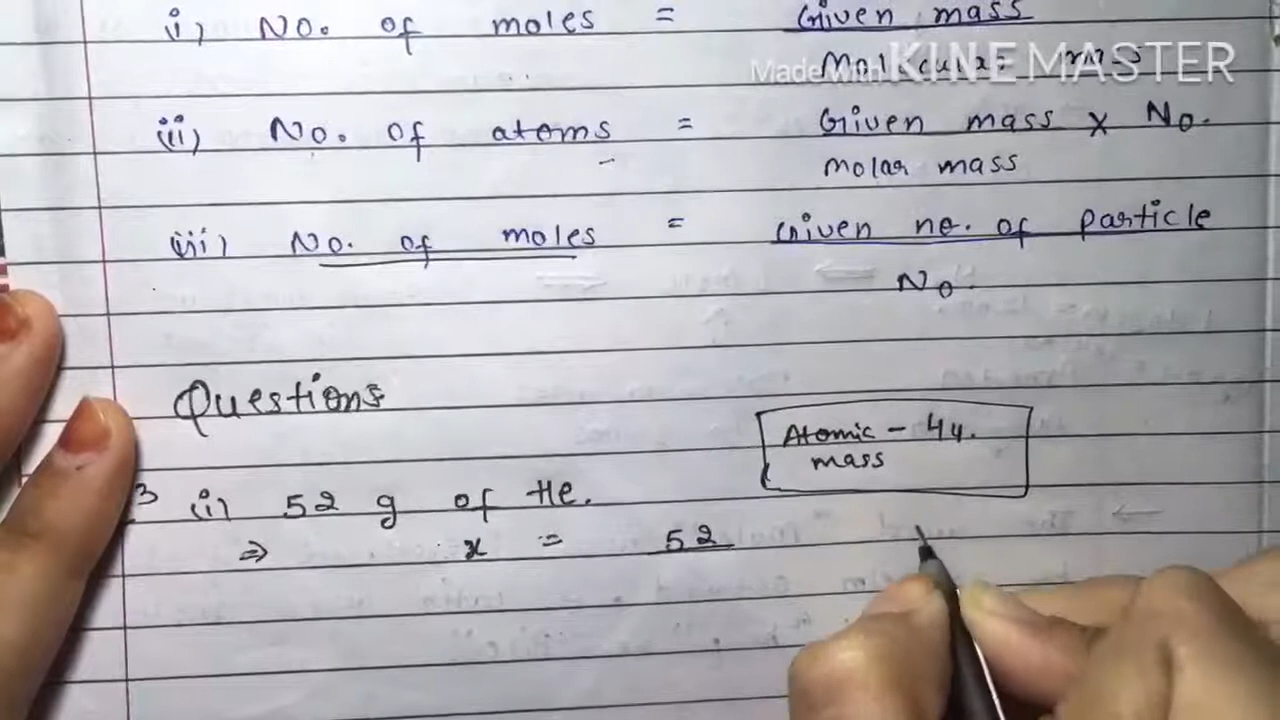 i) No. of moles = Given mass
Molecular mass
Made with KINEMASTER
(ii) No. of atoms = Given mass x No.
molar mass
(iii) No. of moles = Given no. of particle
No.
Questions
Atomic - 4u.
mass
3 (i) 52 g of He.
⇒ x = 52